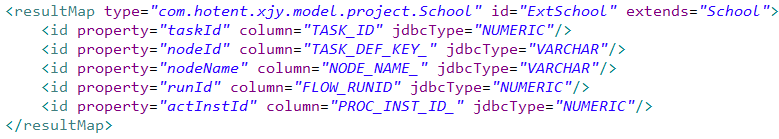 <resultMap type="com.hotent.xjy.model.project.School" id="ExtSchool" extends="School">
<id property="taskId" column="TASK_ID" jdbcType="NUMERIC"/>
<id property="nodeId" column="TASK_DEF_KEY_" jdbcType="VARCHAR"/>
<id property="nodeName" column="NODE_NAME_" jdbcType="VARCHAR"/>
<id property="runId" column="FLOW_RUNID" jdbcType="NUMERIC"/>
<id property="actInstId" column="PROC_INST_ID_" jdbcType="NUMERIC"/>
</resultMap>